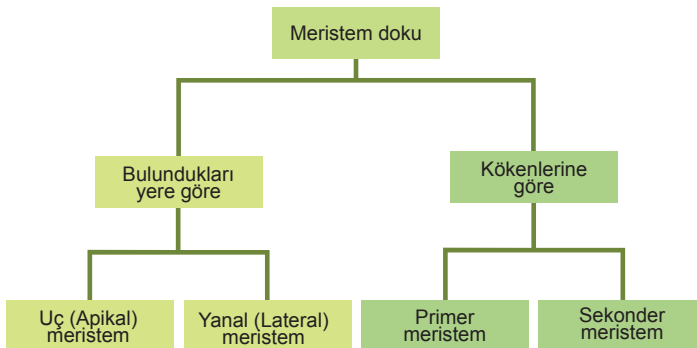 Meristem doku
Bulundukları
yere göre
Kökenlerine
göre
Uç (Apikal)
meristem
Yanal (Lateral)
meristem
Primer
meristem
Sekonder
meristem